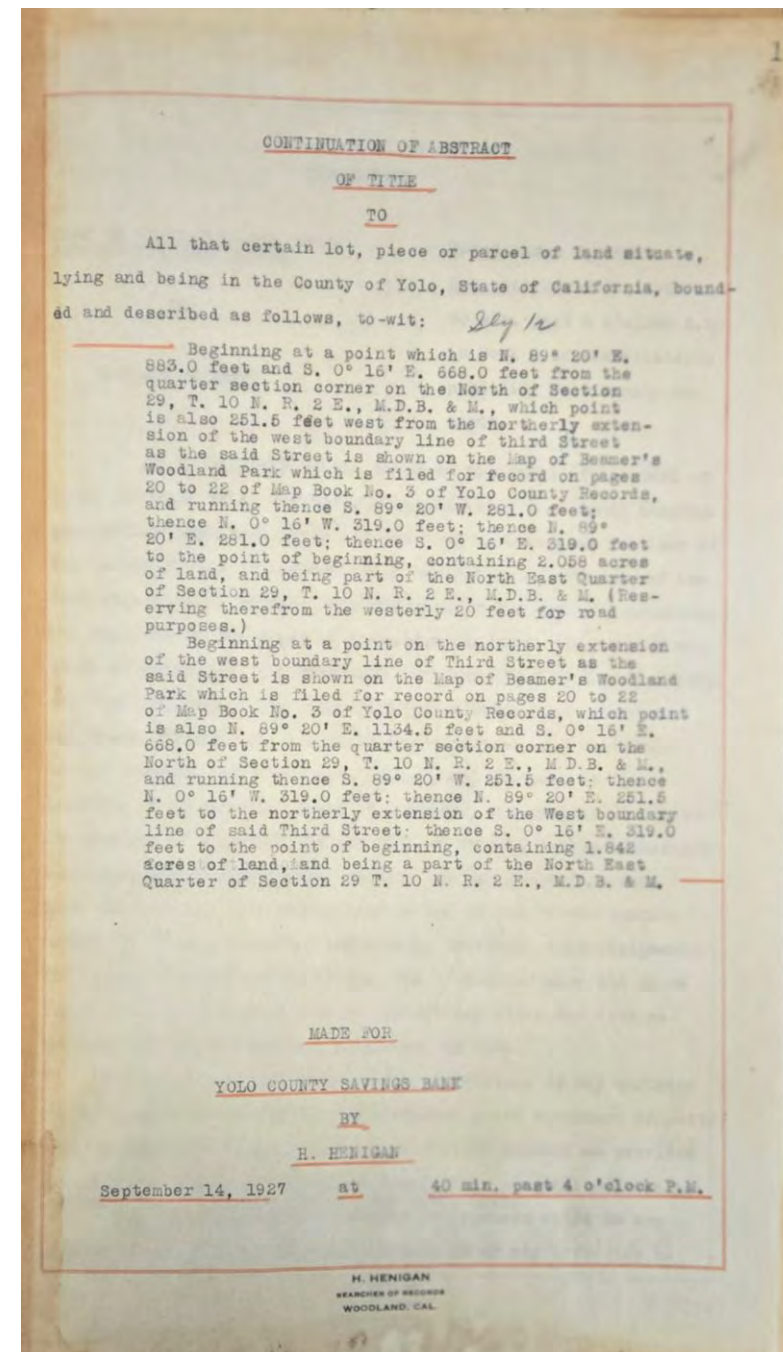 1
CONTINUATION OF ABSTRACT
OF TITLE
TO
All that certain lot, piece or parcel of land situate,
lying and being in the County of Yolo, State of California, bound-
ed and described as follows, to-wit:
Beginning at a point which is N. 89° 20' E.
883.0 feet and S. 0° 16' E. 668.0 feet from the
quarter section corner on the North of Section
29, T. 10 N. R. 2 E., M.D.B. & M., which point
is also 251.5 feet west from the northerly exten-
sion of the west boundary line of third Street
as the said Street is shown on the Map of Beamer's
Woodland Park which is filed for record on pages
20 to 22 of Map Book No. 3 of Yolo County Records,
and running thence S. 89° 20' W. 281.0 feet;
thence N. 0° 16' W. 319.0 feet; thence N. 89°
20' E. 281.0 feet; thence S. 0° 16' E. 319.0 feet
to the point of beginning, containing 2.058 acres
of land, and being part of the North East Quarter
of Section 29, T. 10 N. R. 2 E., M.D.B. & M. (Res-
erving therefrom the westerly 20 feet for road
purposes.)
Beginning at a point on the northerly extension
of the west boundary line of Third Street as the
said Street is shown on the Map of Beamer's Woodland
Park which is filed for record on pages 20 to 22
of Map Book No. 3 of Yolo County Records, which point
is also N. 89° 20' E. 1134.5 feet and S. 0° 16' E.
668.0 feet from the quarter section corner on the
North of Section 29, T. 10 N. R. 2 E., M D.B. & M.,
and running thence S. 89° 20' W. 251.5 feet; thence
N. 0° 16' W. 319.0 feet; thence N. 89° 20' E. 251.5
feet to the northerly extension of the West boundary
line of said Third Street; thence S. 0° 16' E. 319.0
feet to the point of beginning, containing 1.842
acres of land, and being a part of the North East
Quarter of Section 29 T. 10 N. R. 2 E., M.D.B. & M.
MADE FOR
YOLO COUNTY SAVINGS BANK
BY
H. HENIGAN
September 14, 1927 at 40 min. past 4 o'clock P.M.
H. HENIGAN
SEARCHER OF RECORDS
WOODLAND, CAL.